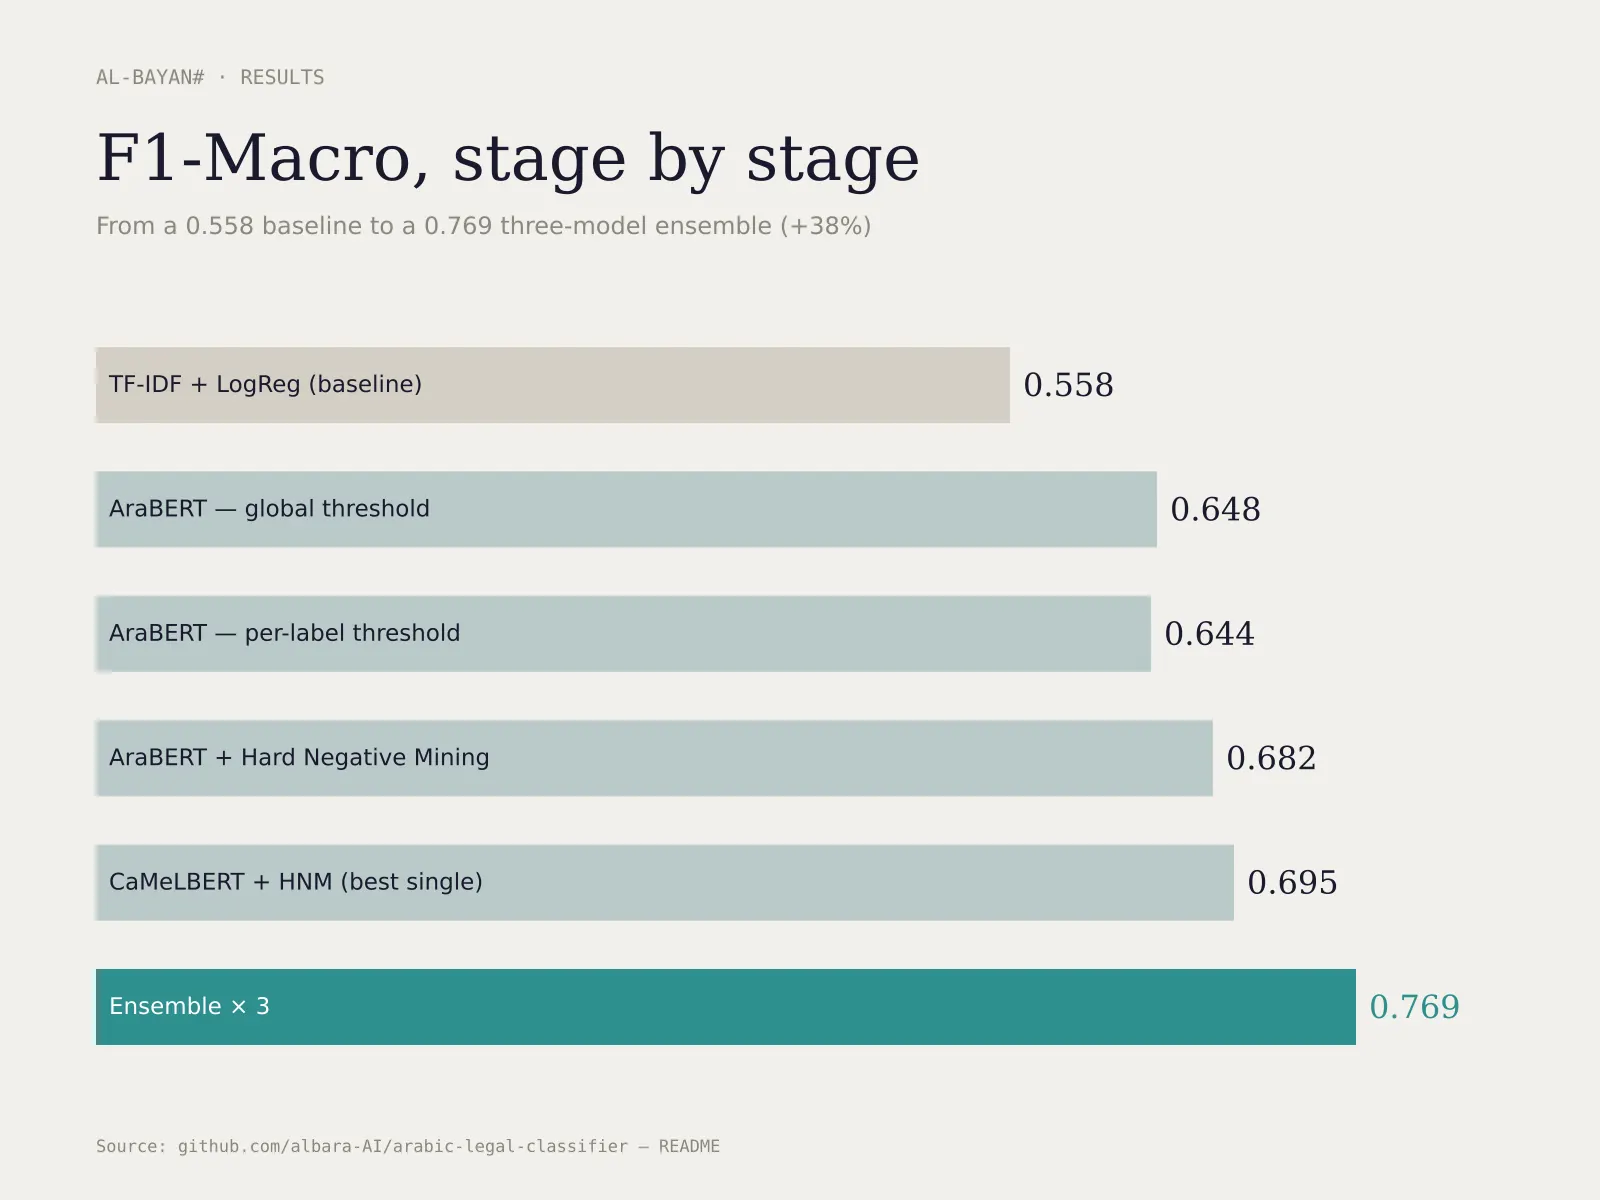 AL-BAYAN# · RESULTS
F1-Macro, stage by stage
From a 0.558 baseline to a 0.769 three-model ensemble (+38%)
TF-IDF + LogReg (baseline) 0.558
AraBERT — global threshold 0.648
AraBERT — per-label threshold 0.644
AraBERT + Hard Negative Mining 0.682
CaMeLBERT + HNM (best single) 0.695
Ensemble × 3 0.769
Source: github.com/albara-AI/arabic-legal-classifier — README